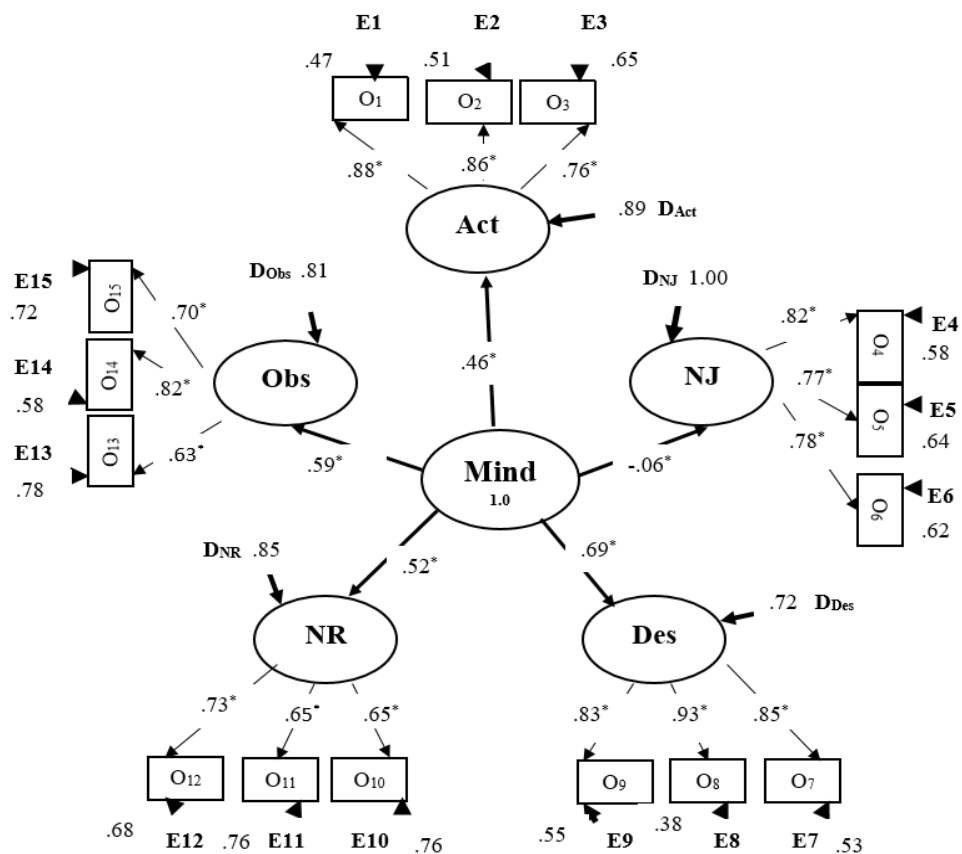 E1 E2 E3
.47 .51 .65
O1 O2 O3
.88* .86* .76*
Act
.89 DAct
DObs .81
DNJ 1.00
E15
.72
O15
.70*
E14
.58
O14
.82*
E13
.78
O13
.63*
Obs
.46*
NJ
.82*
O4
E4
.58
.77*
O5
E5
.64
.78*
O6
E6
.62
.59*
Mind
1.0
-.06*
DNR .85
.52*
.69*
NR
Des
.72 DDes
.73* .65* .65*
.83* .93* .85*
O12 O11 O10
O9 O8 O7
.68 E12 .76 E11 E10 .76
.55 E9 .38 E8 E7 .53